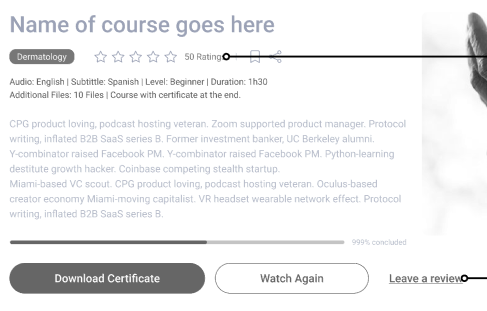 Name of course goes here
Dermatology 50 Ratings
Audio: English | Subtittle: Spanish | Level: Beginner | Duration: 1h30
Additional Files: 10 Files | Course with certificate at the end.
CPG product loving, podcast hosting veteran. Zoom supported product manager. Protocol
writing, inflated B2B SaaS series B. Former investment banker, UC Berkeley alumni.
Y-combinator raised Facebook PM. Y-combinator raised Facebook PM. Python-learning
destitute growth hacker. Coinbase competing stealth startup.
Miami-based VC scout. CPG product loving, podcast hosting veteran. Oculus-based
creator economy Miami-moving capitalist. VR headset wearable network effect. Protocol
writing, inflated B2B SaaS series B.
999% concluded
Download Certificate Watch Again Leave a review